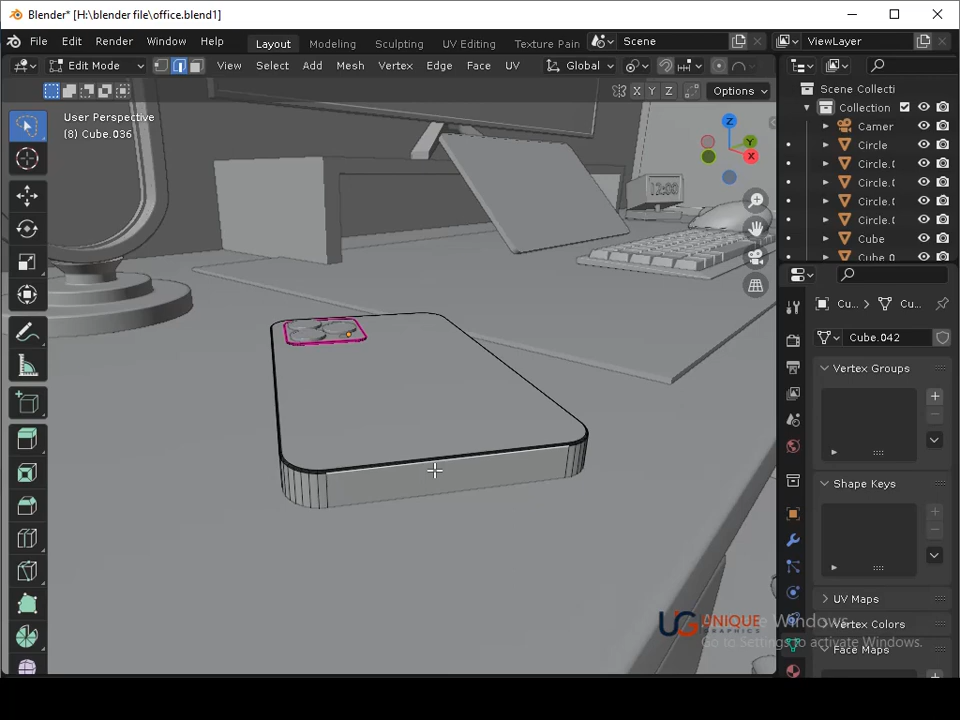 Blender* [H:\blender file\office.blend1]
File Edit Render Window Help Layout Modeling Sculpting UV Editing Texture Pain Scene ViewLayer
Edit Mode View Select Add Mesh Vertex Edge Face UV Global
X Y Z Options
User Perspective
(8) Cube.036
Z
Y
X
12:00
Scene Collecti
Collection
Camer
Circle
Circle.0
Circle.0
Circle.0
Circle.0
Cube
Cube.0
Cu... > Cu...
Cube.042
Vertex Groups
Shape Keys
UV Maps
Vertex Colors
Face Maps
UG UNIQUE
GRAPHICS
Windows
Go to Settings to activate Windows.